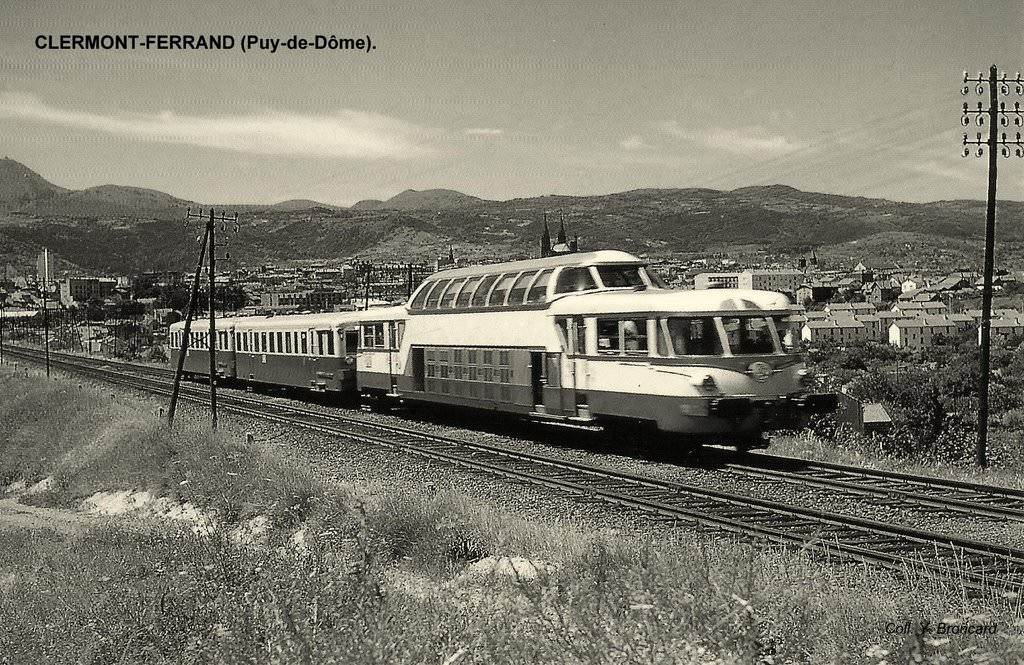 CLERMONT-FERRAND (Puy-de-Dôme).
Coll. Y. Broncard